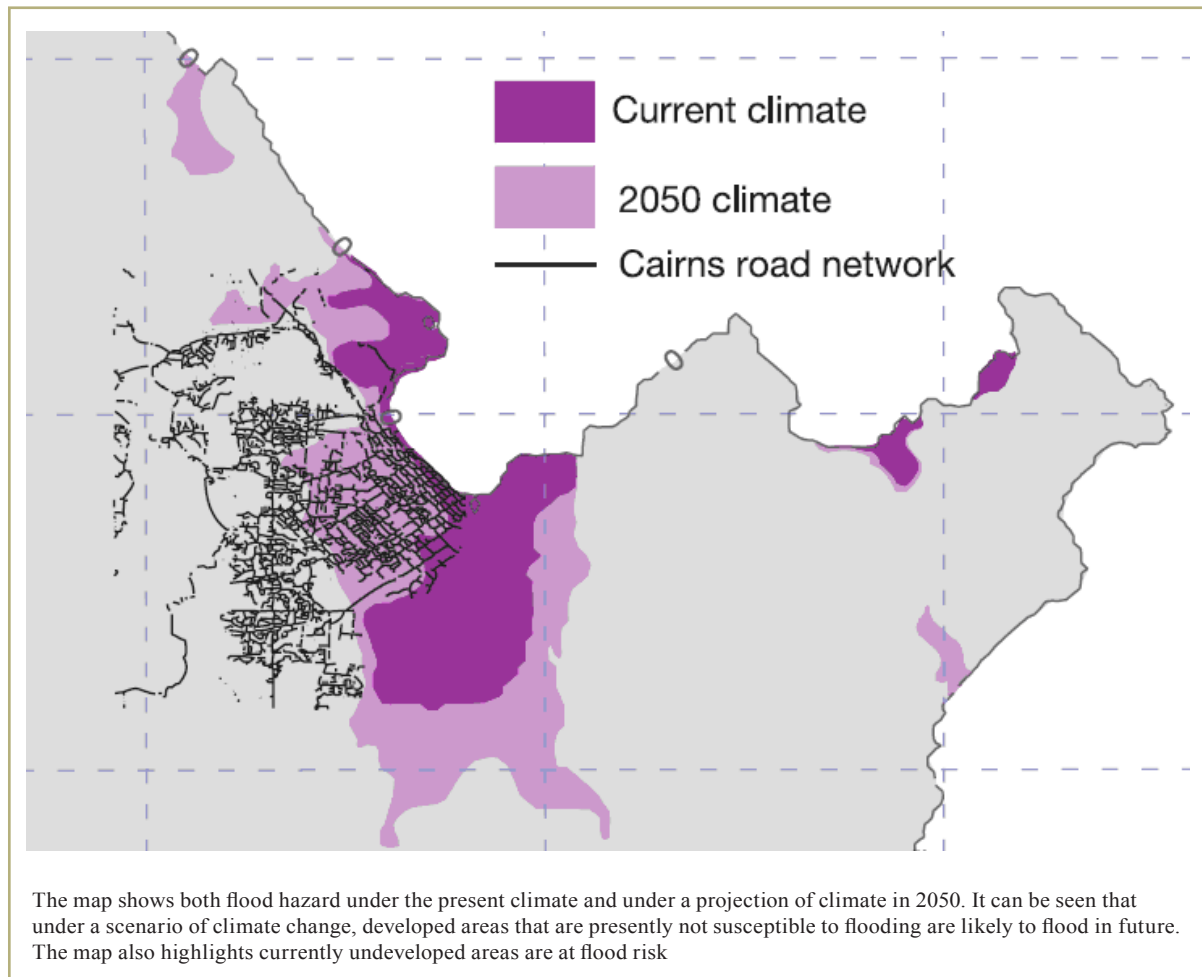 Current climate
2050 climate
Cairns road network
The map shows both flood hazard under the present climate and under a projection of climate in 2050. It can be seen that
under a scenario of climate change, developed areas that are presently not susceptible to flooding are likely to flood in future.
The map also highlights currently undeveloped areas are at flood risk